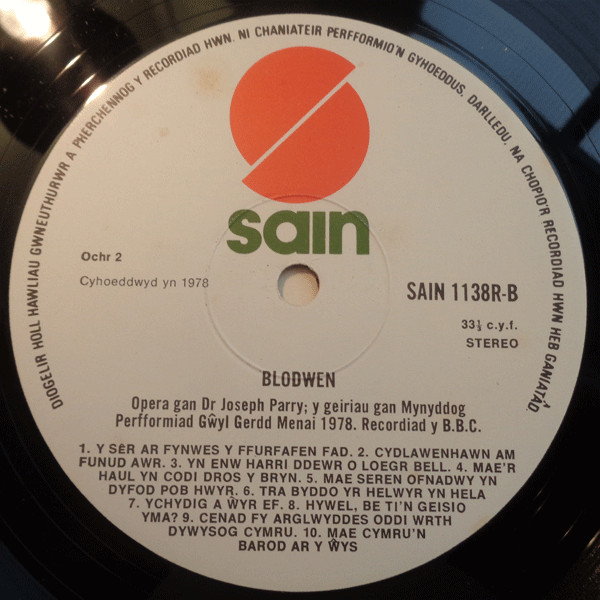 DIOGELIR HOLL HAWLIAU GWNEUTHURWR A PHERCHENNOG Y RECORDIAD HWN. NI CHANIATEIR PERFFORMIO'N GYHOEDDUS, DARLLEDU, NA CHOPIO'R RECORDIAD HWN HEB GANIATÂD.
sain
Ochr 2
Cyhoeddwyd yn 1978
SAIN 1138R-B
33⅓ c.y.f.
STEREO
BLODWEN
Opera gan Dr Joseph Parry; y geiriau gan Mynyddog
Perfformiad Gŵyl Gerdd Menai 1978. Recordiad y B.B.C.
1. Y SÊR AR FYNWES Y FFURFAFEN FAD. 2. CYDLAWENHAWN AM
FUNUD AWR. 3. YN ENW HARRI DDEWR O LOEGR BELL. 4. MAE'R
HAUL YN CODI DROS Y BRYN. 5. MAE SEREN OFNADWY YN
DYFOD POB HWYR. 6. TRA BYDDO YR HELWYR YN HELA
7. YCHYDIG A ŴYR EF. 8. HYWEL, BE TI'N GEISIO
YMA? 9. CENAD FY ARGLWYDDES ODDI WRTH
DYWYSOG CYMRU. 10. MAE CYMRU'N
BAROD AR Y ŴYS